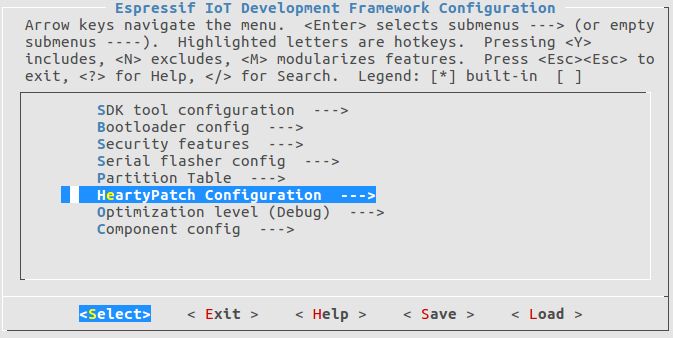 Espressif IoT Development Framework Configuration
Arrow keys navigate the menu.  <Enter> selects submenus ---> (or empty
submenus ----).  Highlighted letters are hotkeys.  Pressing <Y>
includes, <N> excludes, <M> modularizes features.  Press <Esc><Esc> to
exit, <?> for Help, </> for Search.  Legend: [*] built-in  [ ]
SDK tool configuration  --->
Bootloader config  --->
Security features  --->
Serial flasher config  --->
Partition Table  --->
HeartyPatch Configuration  --->
Optimization level (Debug)  --->
Component config  --->
<Select>    < Exit >    < Help >    < Save >    < Load >